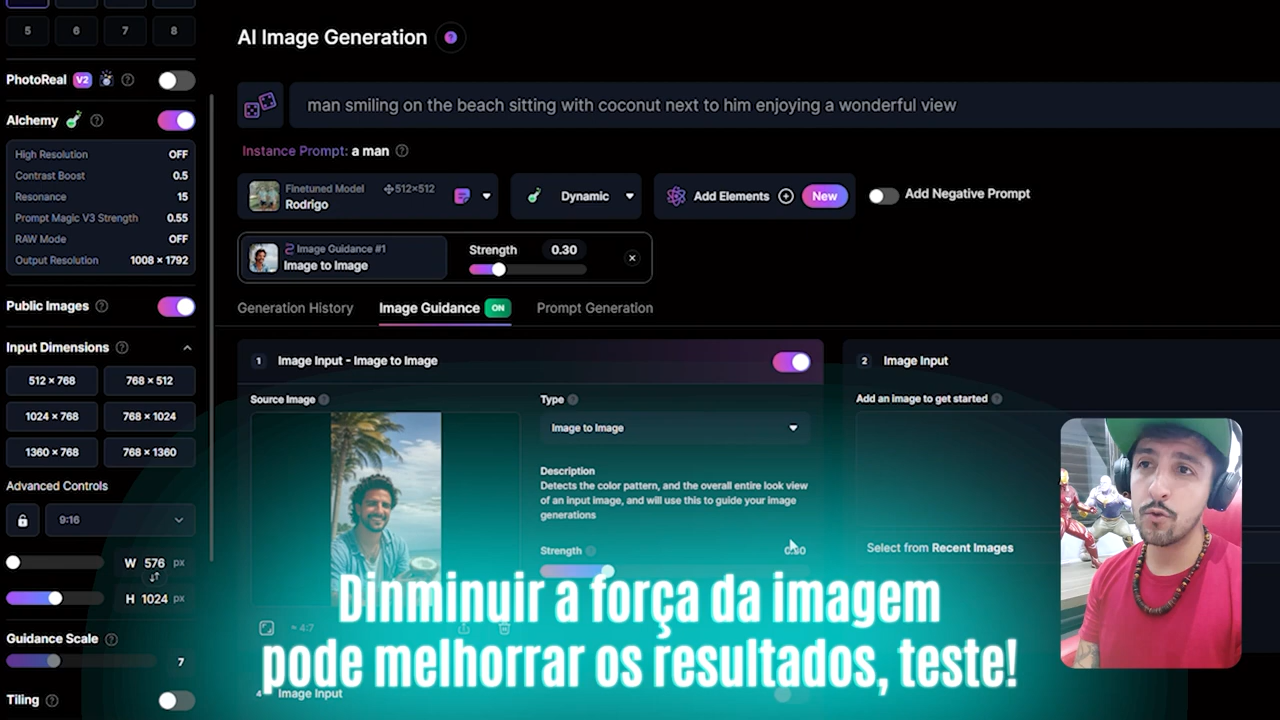 5 6 7 8
PhotoReal V2
Alchemy
High Resolution OFF
Contrast Boost 0.5
Resonance 15
Prompt Magic V3 Strength 0.55
RAW Mode OFF
Output Resolution 1008 × 1792
Public Images
Input Dimensions
512 × 768 768 × 512
1024 × 768 768 × 1024
1360 × 768 768 × 1360
Advanced Controls
9:16
W 576 px
H 1024 px
Guidance Scale
7
Tiling
AI Image Generation
man smiling on the beach sitting with coconut next to him enjoying a wonderful view
Instance Prompt: a man
Finetuned Model 512×512
Rodrigo
Dynamic
Add Elements New
Add Negative Prompt
Image Guidance #1
Image to Image
Strength 0.30
Generation History Image Guidance ON Prompt Generation
1 Image Input - Image to Image
Source Image
Type
Image to Image
Description
Detects the color pattern, and the overall entire look view
of an input image, and will use this to guide your image
generations
Strength
≈ 4:7
2 Image Input
Add an image to get started
Select from Recent Images
Dinminuir a força da imagem
pode melhorrar os resultados, teste!
4 Image Input